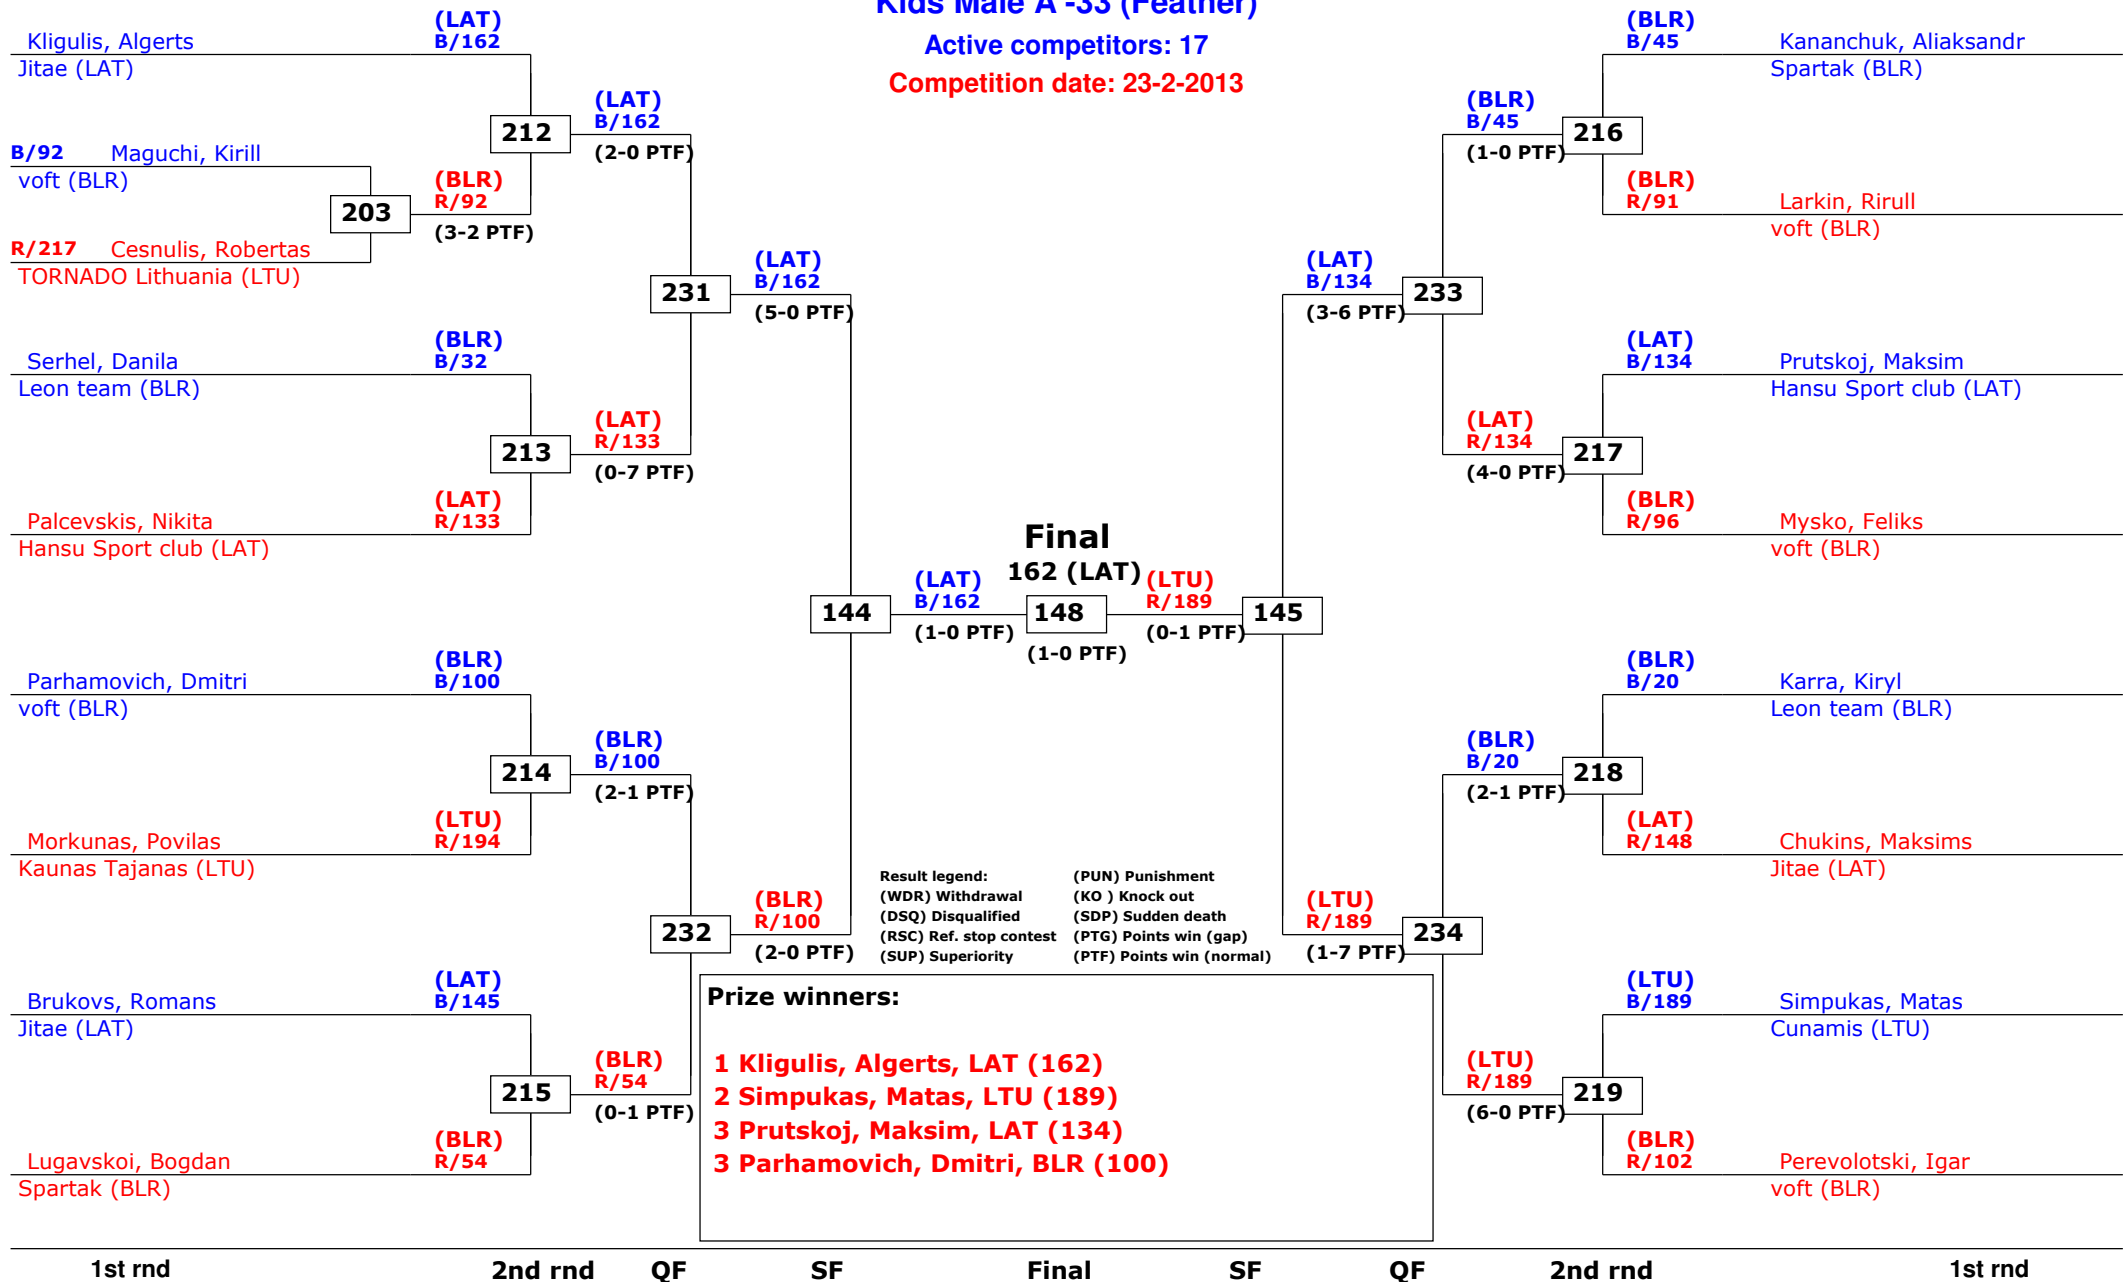 Kids Male A -33 (Feather)
Active competitors: 17
Competition date: 23-2-2013
Kligulis, Algerts
Jitae (LAT)
(LAT)
B/162
B/92 Maguchi, Kirill
voft (BLR)
R/217 Cesnulis, Robertas
TORNADO Lithuania (LTU)
203
(BLR)
R/92
(3-2 PTF)
212
(LAT)
B/162
(2-0 PTF)
Serhel, Danila
Leon team (BLR)
(BLR)
B/32
Palcevskis, Nikita
Hansu Sport club (LAT)
(LAT)
R/133
213
(LAT)
R/133
(0-7 PTF)
231
(LAT)
B/162
(5-0 PTF)
Parhamovich, Dmitri
voft (BLR)
(BLR)
B/100
Morkunas, Povilas
Kaunas Tajanas (LTU)
(LTU)
R/194
214
(BLR)
B/100
(2-1 PTF)
Brukovs, Romans
Jitae (LAT)
(LAT)
B/145
Lugavskoi, Bogdan
Spartak (BLR)
(BLR)
R/54
215
(BLR)
R/54
(0-1 PTF)
232
(BLR)
R/100
(2-0 PTF)
144
(LAT)
B/162
(1-0 PTF)
Final
162 (LAT)
148
(1-0 PTF)
(LTU)
R/189
(0-1 PTF)
145
(LAT)
B/134
(3-6 PTF)
233
(BLR)
B/45
(1-0 PTF)
216
(BLR)
B/45
Kananchuk, Aliaksandr
Spartak (BLR)
(BLR)
R/91
Larkin, Rirull
voft (BLR)
(LAT)
R/134
(4-0 PTF)
217
(LAT)
B/134
Prutskoj, Maksim
Hansu Sport club (LAT)
(BLR)
R/96
Mysko, Feliks
voft (BLR)
(LTU)
R/189
(1-7 PTF)
234
(BLR)
B/20
(2-1 PTF)
218
(BLR)
B/20
Karra, Kiryl
Leon team (BLR)
(LAT)
R/148
Chukins, Maksims
Jitae (LAT)
(LTU)
R/189
(6-0 PTF)
219
(LTU)
B/189
Simpukas, Matas
Cunamis (LTU)
(BLR)
R/102
Perevolotski, Igar
voft (BLR)
Result legend: (PUN) Punishment
(WDR) Withdrawal (KO ) Knock out
(DSQ) Disqualified (SDP) Sudden death
(RSC) Ref. stop contest (PTG) Points win (gap)
(SUP) Superiority (PTF) Points win (normal)
Prize winners:
1 Kligulis, Algerts, LAT (162)
2 Simpukas, Matas, LTU (189)
3 Prutskoj, Maksim, LAT (134)
3 Parhamovich, Dmitri, BLR (100)
1st rnd 2nd rnd QF SF Final SF QF 2nd rnd 1st rnd